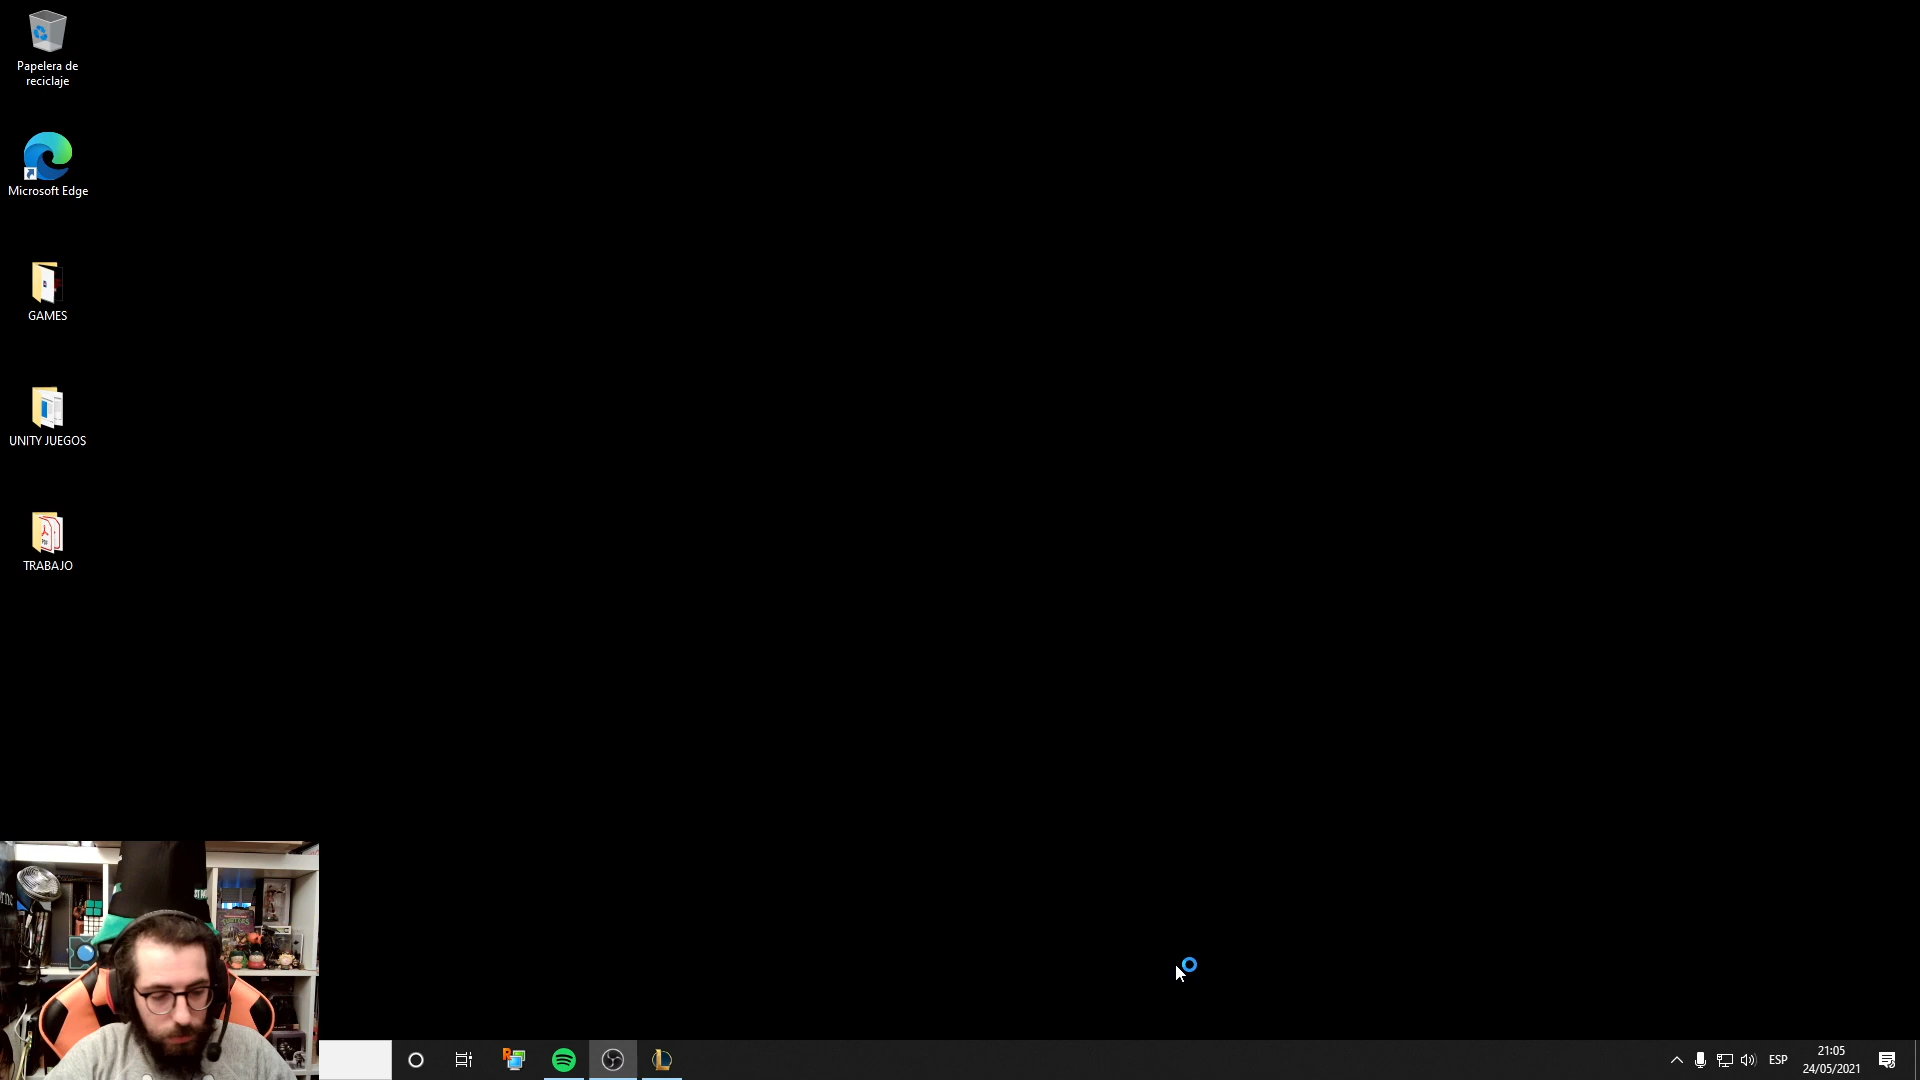 Papelera de
reciclaje
Microsoft Edge
GAMES
UNITY JUEGOS
TRABAJO
ESP
21:05
24/05/2021